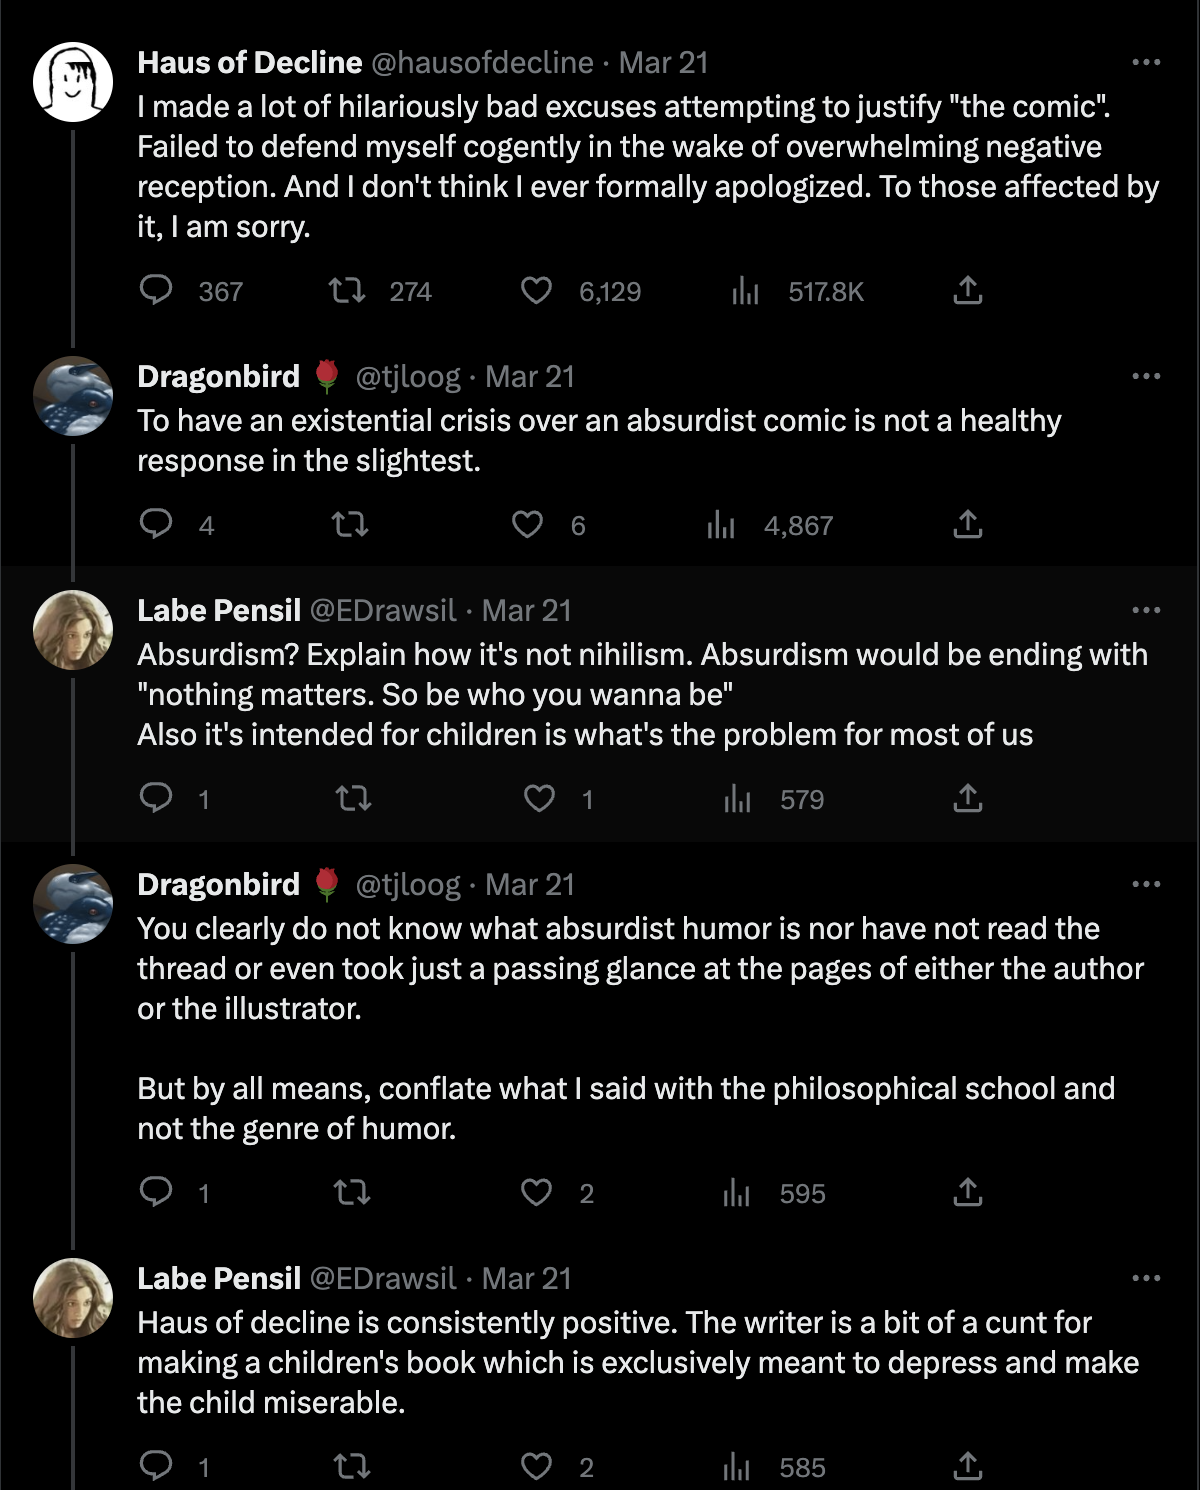 Haus of Decline @hausofdecline · Mar 21
I made a lot of hilariously bad excuses attempting to justify "the comic".
Failed to defend myself cogently in the wake of overwhelming negative
reception. And I don't think I ever formally apologized. To those affected by
it, I am sorry.
367 274 6,129 517.8K
Dragonbird 🌹 @tjloog · Mar 21
To have an existential crisis over an absurdist comic is not a healthy
response in the slightest.
4 6 4,867
Labe Pensil @EDrawsil · Mar 21
Absurdism? Explain how it's not nihilism. Absurdism would be ending with
"nothing matters. So be who you wanna be"
Also it's intended for children is what's the problem for most of us
1 1 579
Dragonbird 🌹 @tjloog · Mar 21
You clearly do not know what absurdist humor is nor have not read the
thread or even took just a passing glance at the pages of either the author
or the illustrator.
But by all means, conflate what I said with the philosophical school and
not the genre of humor.
1 2 595
Labe Pensil @EDrawsil · Mar 21
Haus of decline is consistently positive. The writer is a bit of a cunt for
making a children's book which is exclusively meant to depress and make
the child miserable.
1 2 585